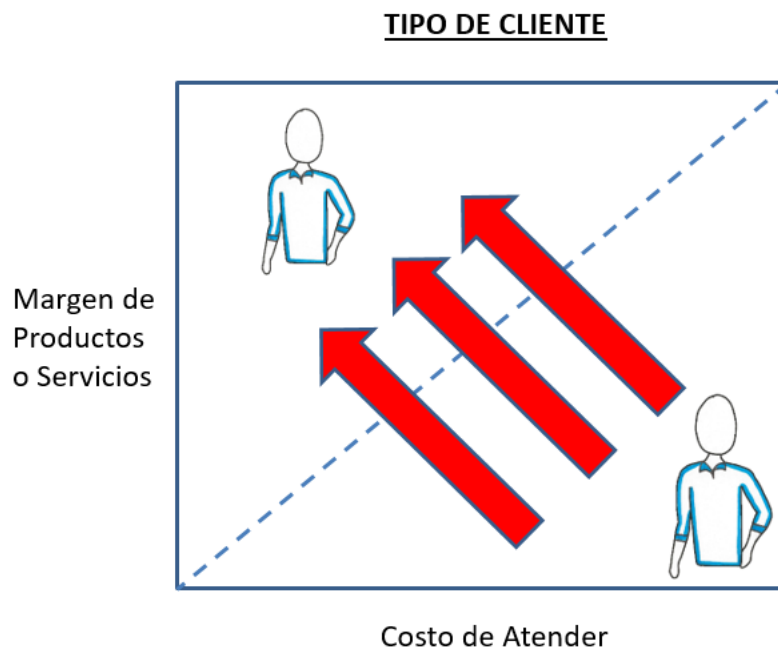 TIPO DE CLIENTE
Margen de
Productos
o Servicios
Costo de Atender